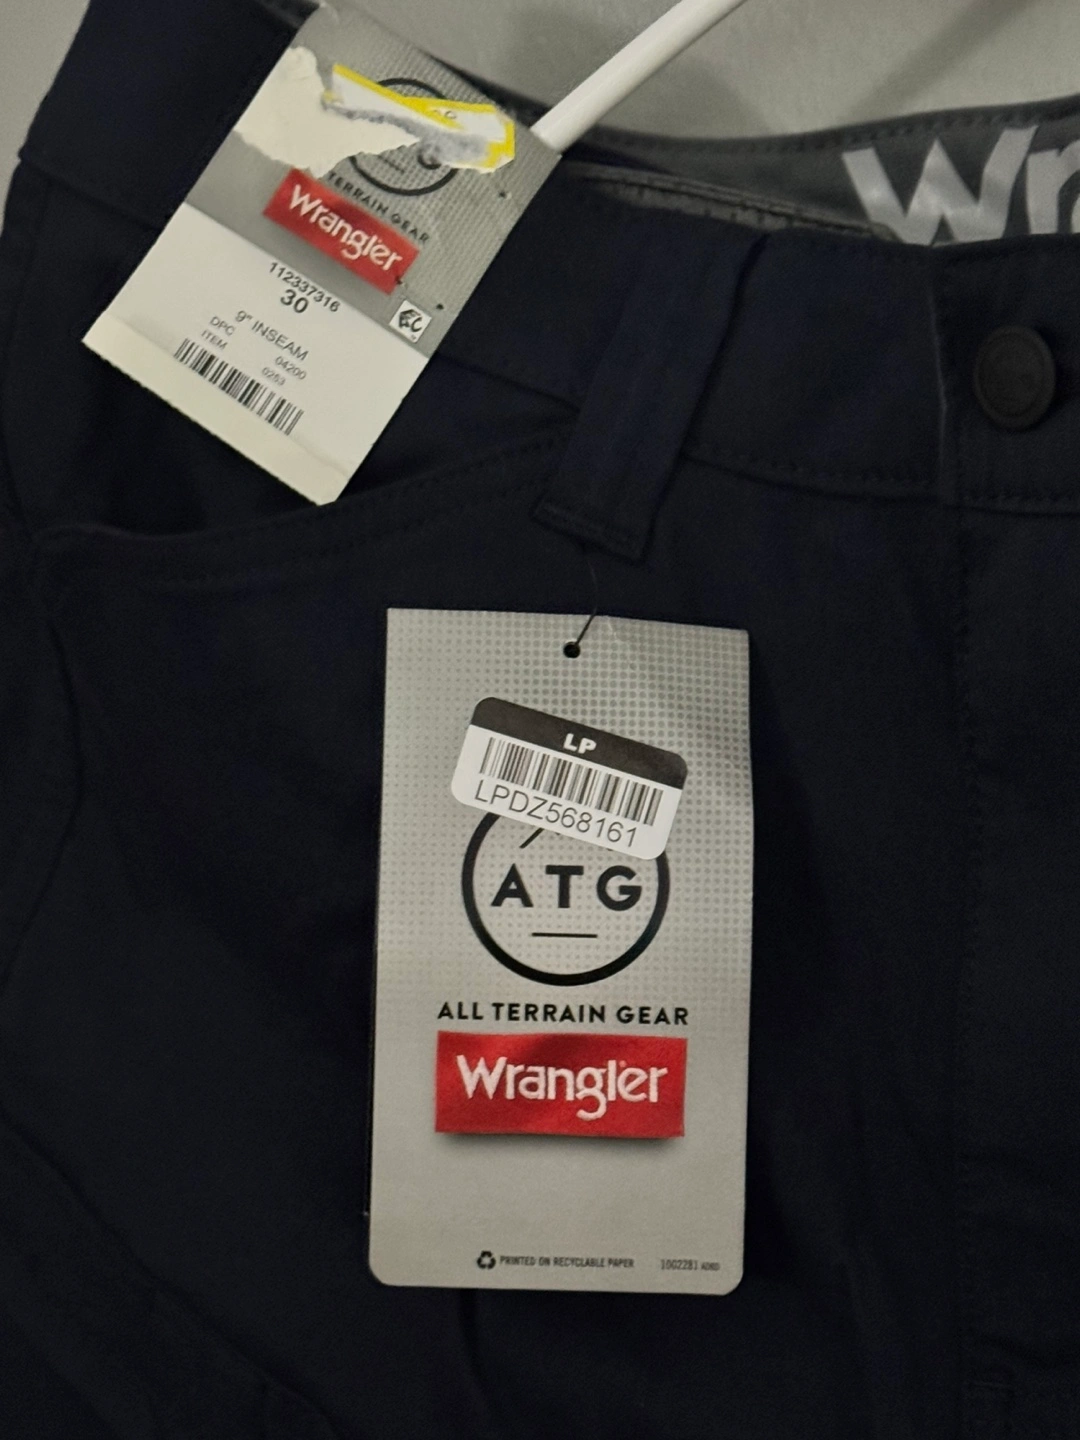 TERRAIN GEAR
Wrangler
112337316
30
9" INSEAM
DPC 04200
ITEM 0253
Wr
LP
LPDZ568161
ATG
ALL TERRAIN GEAR
Wrangler
PRINTED ON RECYCLABLE PAPER 1002281